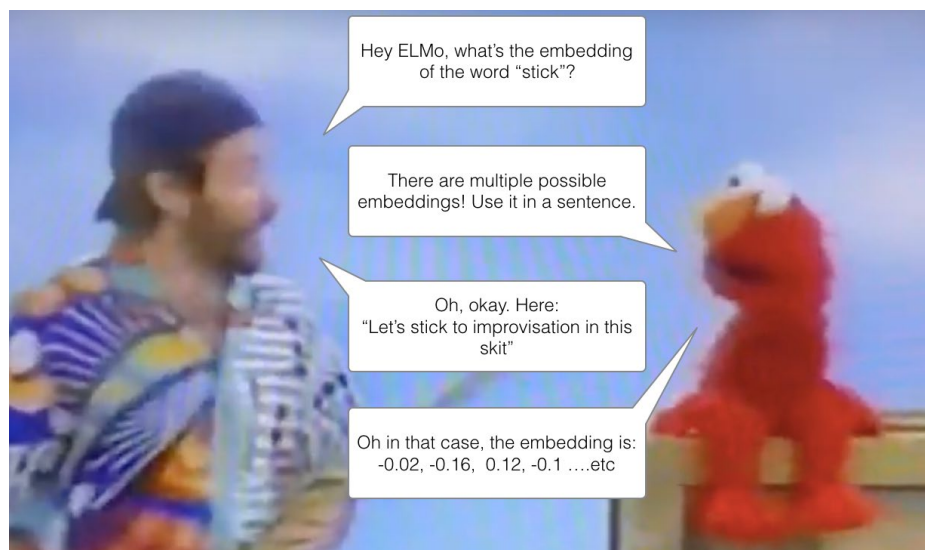 Hey ELMo, what's the embedding
of the word “stick”?
There are multiple possible
embeddings! Use it in a sentence.
Oh, okay. Here:
“Let's stick to improvisation in this
skit”
Oh in that case, the embedding is:
-0.02, -0.16, 0.12, -0.1 ….etc